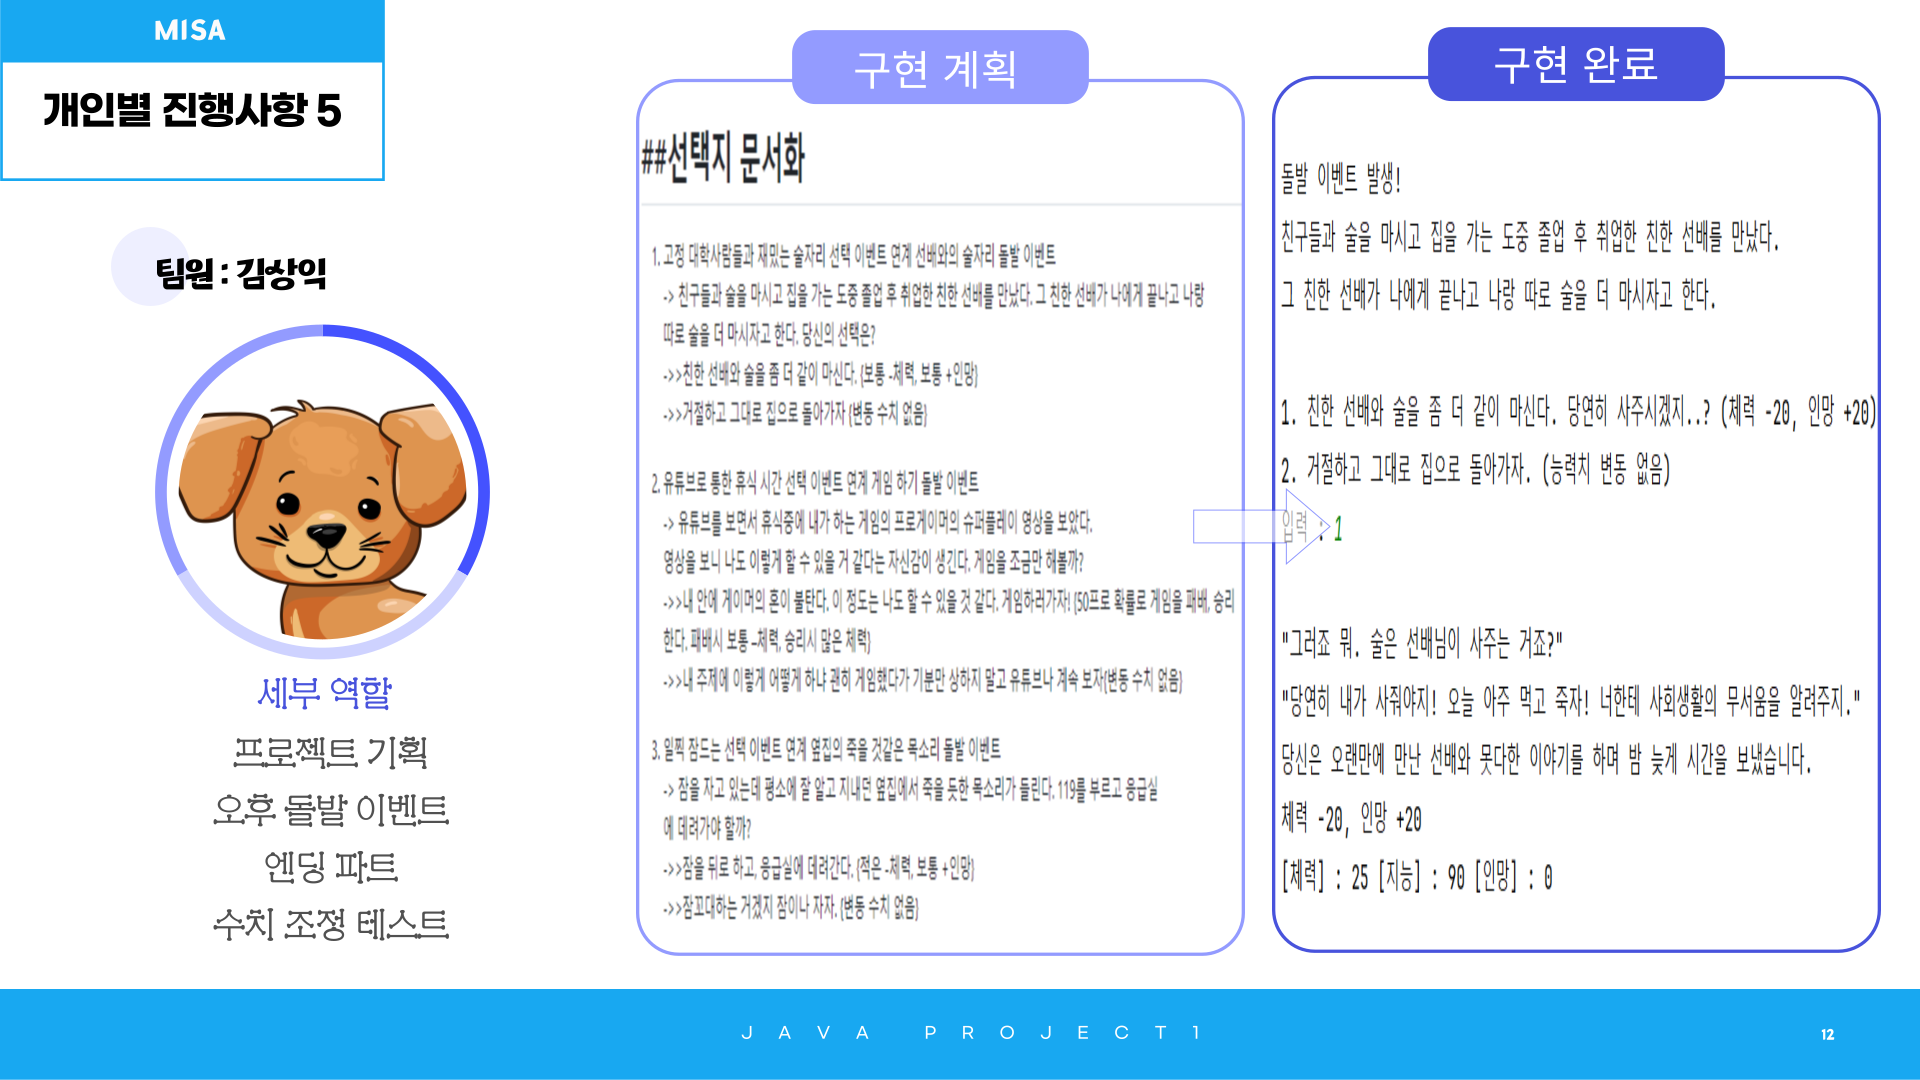 MISA
개인별 진행사항 5
팀원 : 김상익
세부 역할
프로젝트 기획
오후 돌발 이벤트
엔딩 파트
수치 조정 테스트
구현 계획
##선택지 문서화
1. 고정 대학사람들과 재밌는 술자리 선택 이벤트 연계 선배와의 술자리 돌발 이벤트
-> 친구들과 술을 마시고 집을 가는 도중 졸업 후 취업한 친한 선배를 만났다. 그 친한 선배가 나에게 끝나고 나랑
따로 술을 더 마시자고 한다. 당신의 선택은?
->>친한 선배와 술을 좀 더 같이 마신다. {보통 -체력, 보통 +인망}
->>거절하고 그대로 집으로 돌아가자 {변동 수치 없음}
2. 유튜브로 통한 휴식 시간 선택 이벤트 연계 게임 하기 돌발 이벤트
-> 유튜브를 보면서 휴식중에 내가 하는 게임의 프로게이머의 슈퍼플레이 영상을 보았다.
영상을 보니 나도 이렇게 할 수 있을 거 같다는 자신감이 생긴다. 게임을 조금만 해볼까?
->>내 안에 게이머의 혼이 불탄다. 이 정도는 나도 할 수 있을 것 같다. 게임하러가자! {50프로 확률로 게임을 패배, 승리
한다. 패배시 보통 –체력, 승리시 많은 체력}
->>내 주제에 이렇게 어떻게 하냐 괜히 게임했다가 기분만 상하지 말고 유튜브나 계속 보자{변동 수치 없음}
3. 일찍 잠드는 선택 이벤트 연계 옆집의 죽을 것같은 목소리 돌발 이벤트
-> 잠을 자고 있는데 평소에 잘 알고 지내던 옆집에서 죽을 듯한 목소리가 들린다. 119를 부르고 응급실
에 데려가야 할까?
->>잠을 뒤로 하고, 응급실에 데려간다. {적은 -체력, 보통 +인망}
->>잠꼬대하는 거겠지 잠이나 자자. {변동 수치 없음}
구현 완료
돌발 이벤트 발생!
친구들과 술을 마시고 집을 가는 도중 졸업 후 취업한 친한 선배를 만났다.
그 친한 선배가 나에게 끝나고 나랑 따로 술을 더 마시자고 한다.
1. 친한 선배와 술을 좀 더 같이 마신다. 당연히 사주시겠지..? (체력 -20, 인망 +20)
2. 거절하고 그대로 집으로 돌아가자. (능력치 변동 없음)
입력 : 1
"그러죠 뭐. 술은 선배님이 사주는 거죠?"
"당연히 내가 사줘야지! 오늘 아주 먹고 죽자! 너한테 사회생활의 무서움을 알려주지."
당신은 오랜만에 만난 선배와 못다한 이야기를 하며 밤 늦게 시간을 보냈습니다.
체력 -20, 인망 +20
[체력] : 25 [지능] : 90 [인망] : 0
JAVA PROJECT1
12